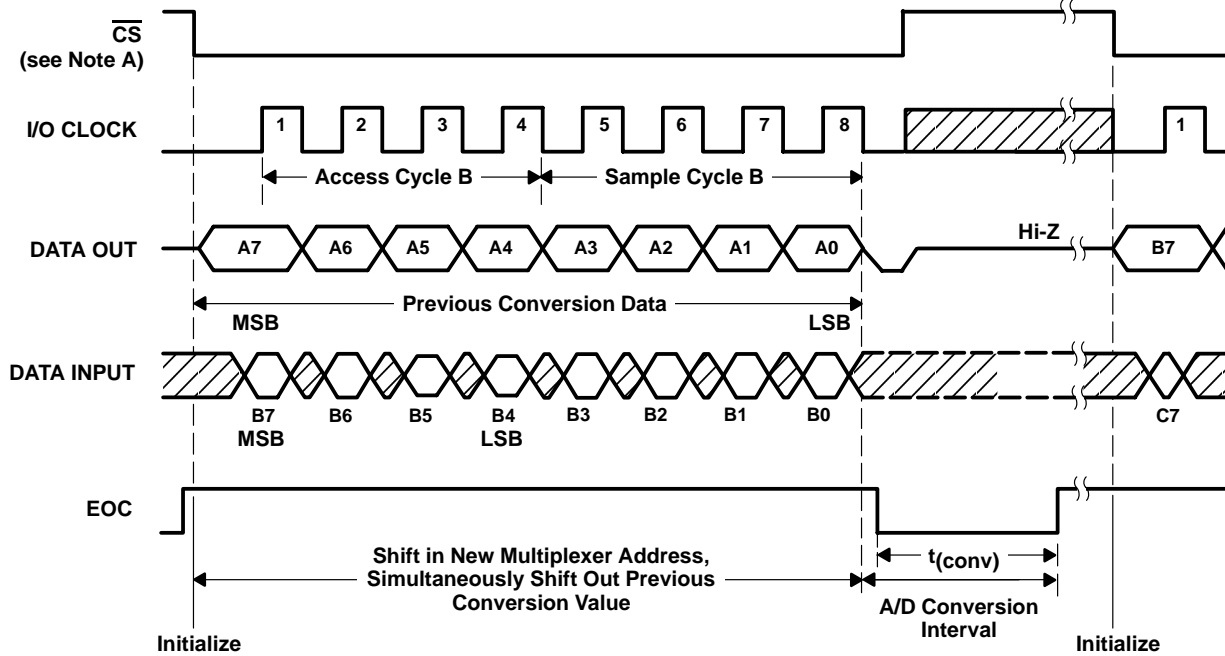 CS
(see Note A)
I/O CLOCK
1 2 3 4 5 6 7 8 1
Access Cycle B Sample Cycle B
DATA OUT
A7 A6 A5 A4 A3 A2 A1 A0 Hi-Z B7
Previous Conversion Data
MSB LSB
DATA INPUT
B7 B6 B5 B4 B3 B2 B1 B0 C7
MSB LSB
EOC
Shift in New Multiplexer Address,
Simultaneously Shift Out Previous
Conversion Value
t(conv)
A/D Conversion
Interval
Initialize Initialize